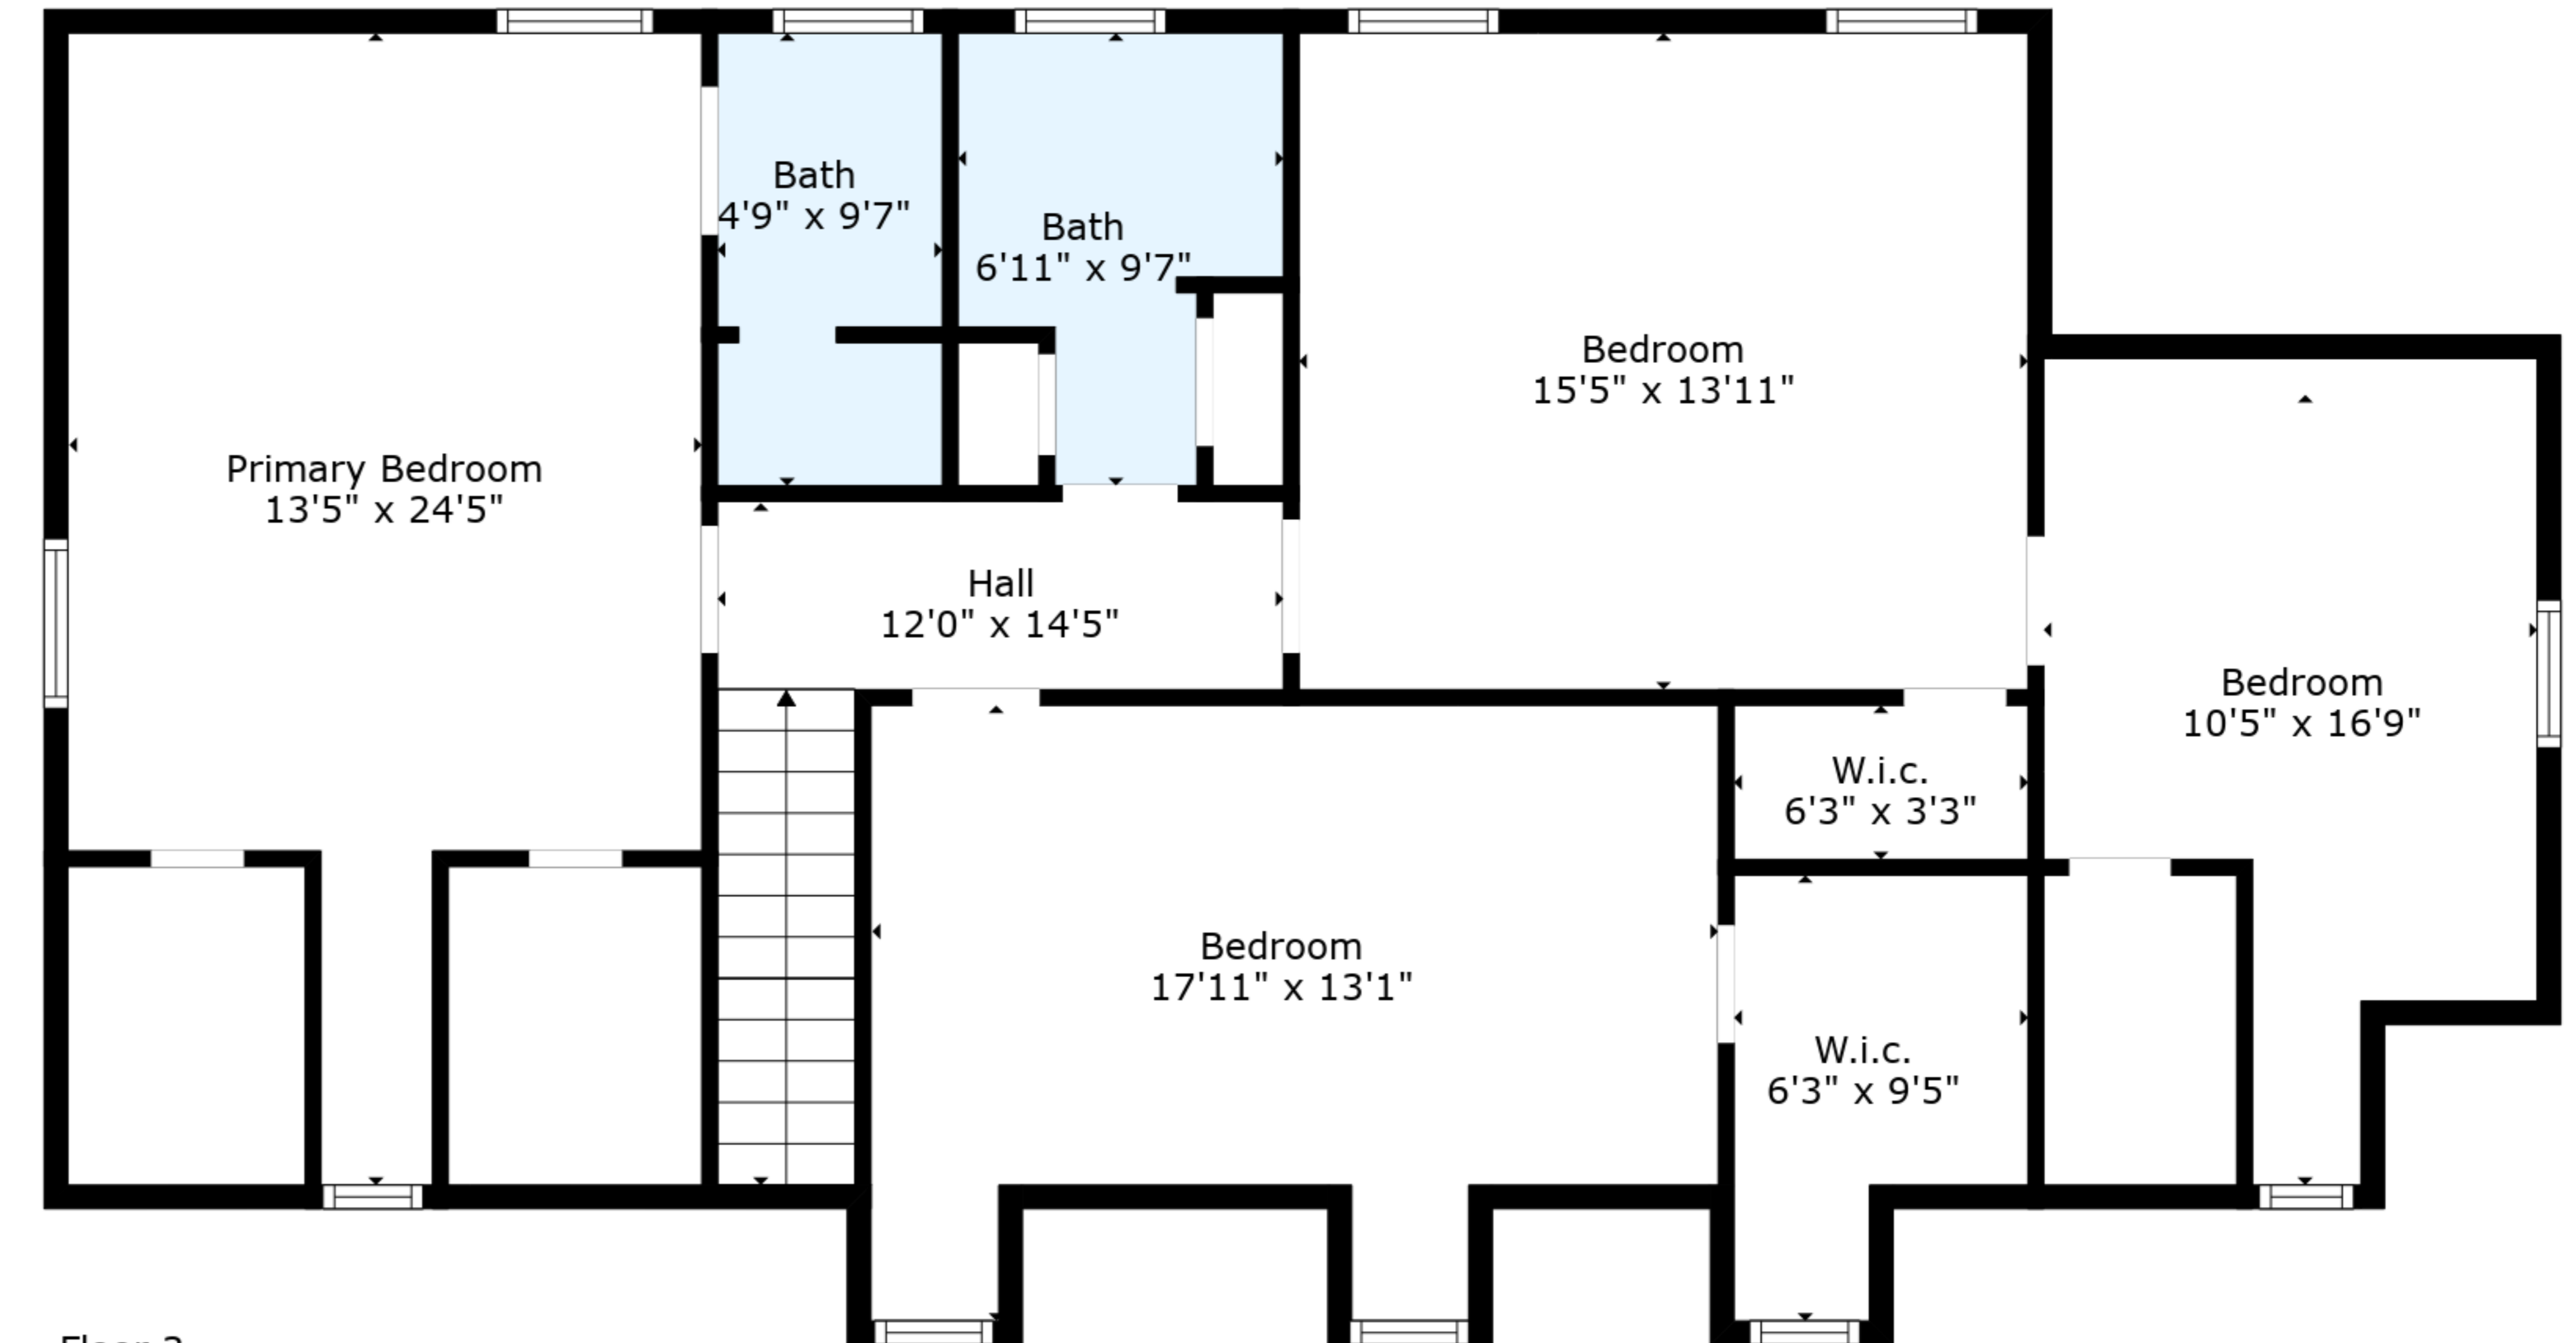 Bath
4'9" x 9'7"
Bath
6'11" x 9'7"
Bedroom
15'5" x 13'11"
Primary Bedroom
13'5" x 24'5"
Hall
12'0" x 14'5"
Bedroom
10'5" x 16'9"
W.i.c.
6'3" x 3'3"
Bedroom
17'11" x 13'1"
W.i.c.
6'3" x 9'5"
Floor